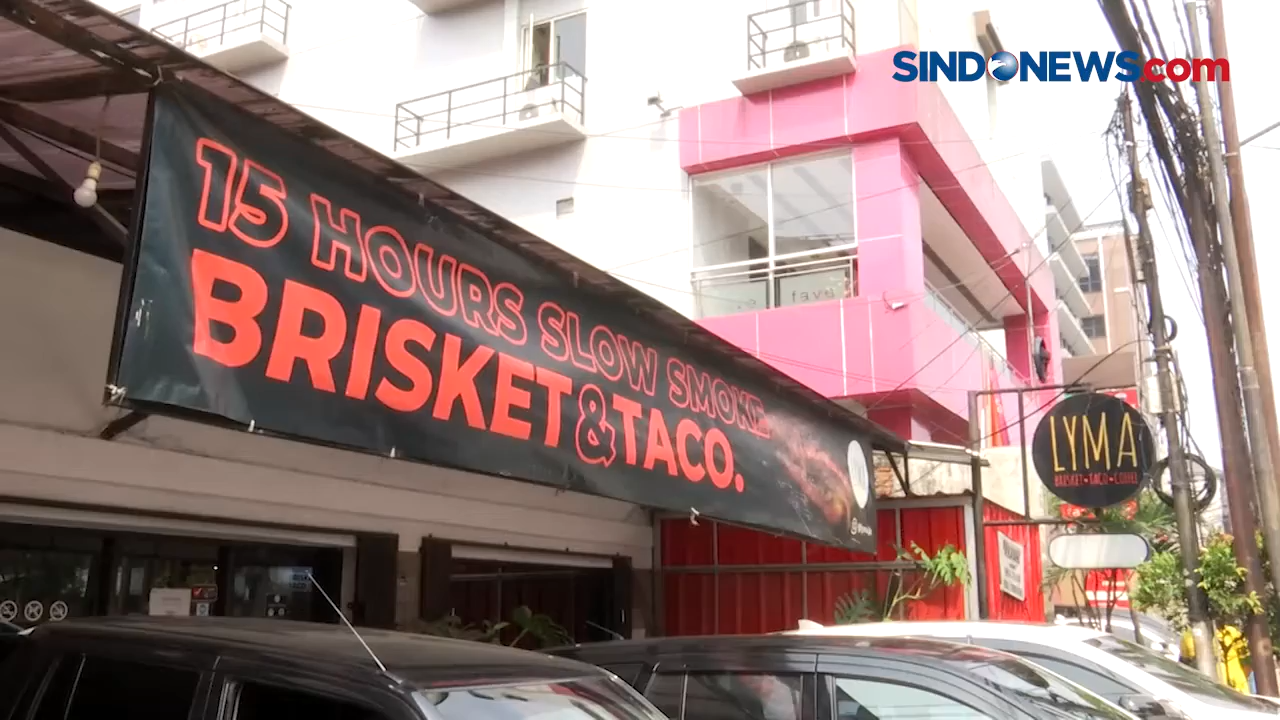 SINDONEWS.com
15 HOURS SLOW SMOKE
BRISKET & TACO.
LYMA
BRISKET • TACO • COFFEE